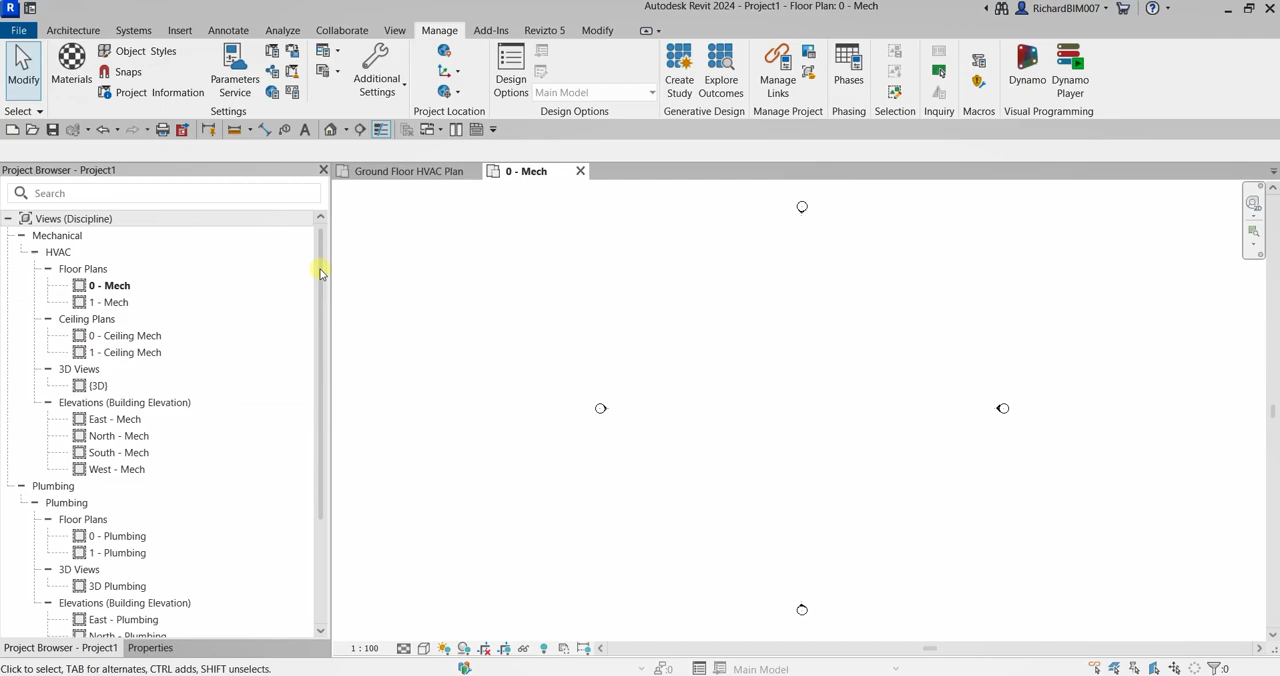 R Autodesk Revit 2024 - Project1 - Floor Plan: 0 - Mech RichardBIM007
File Architecture Systems Insert Annotate Analyze Collaborate View Manage Add-Ins Revizto 5 Modify
Object Styles
Snaps
Project Information
Modify Materials Parameters Service Additional Settings Design Options Main Model Create Study Explore Outcomes Manage Links Phases Dynamo Dynamo Player
Select Settings Project Location Design Options Generative Design Manage Project Phasing Selection Inquiry Macros Visual Programming
A
Project Browser - Project1 Ground Floor HVAC Plan 0 - Mech
Search
Views (Discipline)
Mechanical
HVAC
Floor Plans
0 - Mech
1 - Mech
Ceiling Plans
0 - Ceiling Mech
1 - Ceiling Mech
3D Views
{3D}
Elevations (Building Elevation)
East - Mech
North - Mech
South - Mech
West - Mech
Plumbing
Plumbing
Floor Plans
0 - Plumbing
1 - Plumbing
3D Views
3D Plumbing
Elevations (Building Elevation)
East - Plumbing
North - Plumbing
Project Browser - Project1 Properties 1 : 100
Click to select, TAB for alternates, CTRL adds, SHIFT unselects. :0 Main Model :0